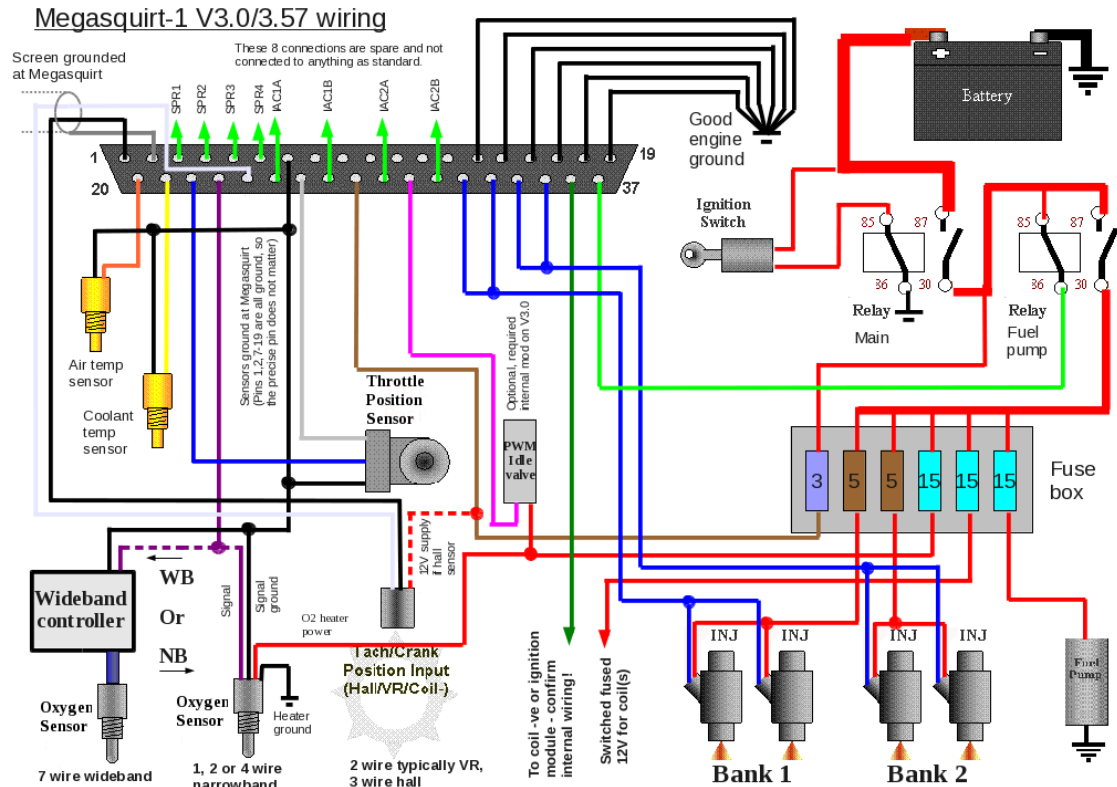 Megasquirt-1 V3.0/3.57 wiring
Screen grounded
at Megasquirt
These 8 connections are spare and not
connected to anything as standard.
SPR1
SPR2
SPR3
SPR4
IAC1A
IAC1B
IAC2A
IAC2B
1
19
20
37
Good
engine
ground
Battery
Ignition
Switch
85
87
36
30
Relay
Main
85
87
36
30
Relay
Fuel
pump
Air temp
sensor
Coolant
temp
sensor
Sensors ground at Megasquirt
(Pins 1,2,7-19 are all ground, so
the precise pin does not matter)
Throttle
Position
Sensor
Optional, required
internal mod on V3.0
PWM
Idle
valve
3
5
5
15
15
15
Fuse
box
12V supply
if hall
sensor
Wideband
controller
WB
Or
NB
Signal
Signal
ground
O2 heater
power
Tach/Crank
Position Input
(Hall/VR/Coil-)
Oxygen
Sensor
7 wire wideband
Oxygen
Sensor
Heater
ground
1, 2 or 4 wire
narrowband
2 wire typically VR,
3 wire hall
To coil -ve or ignition
module - confirm
internal wiring!
Switched fused
12V for coil(s)
INJ
INJ
INJ
INJ
Bank 1
Bank 2
Fuel
Pump